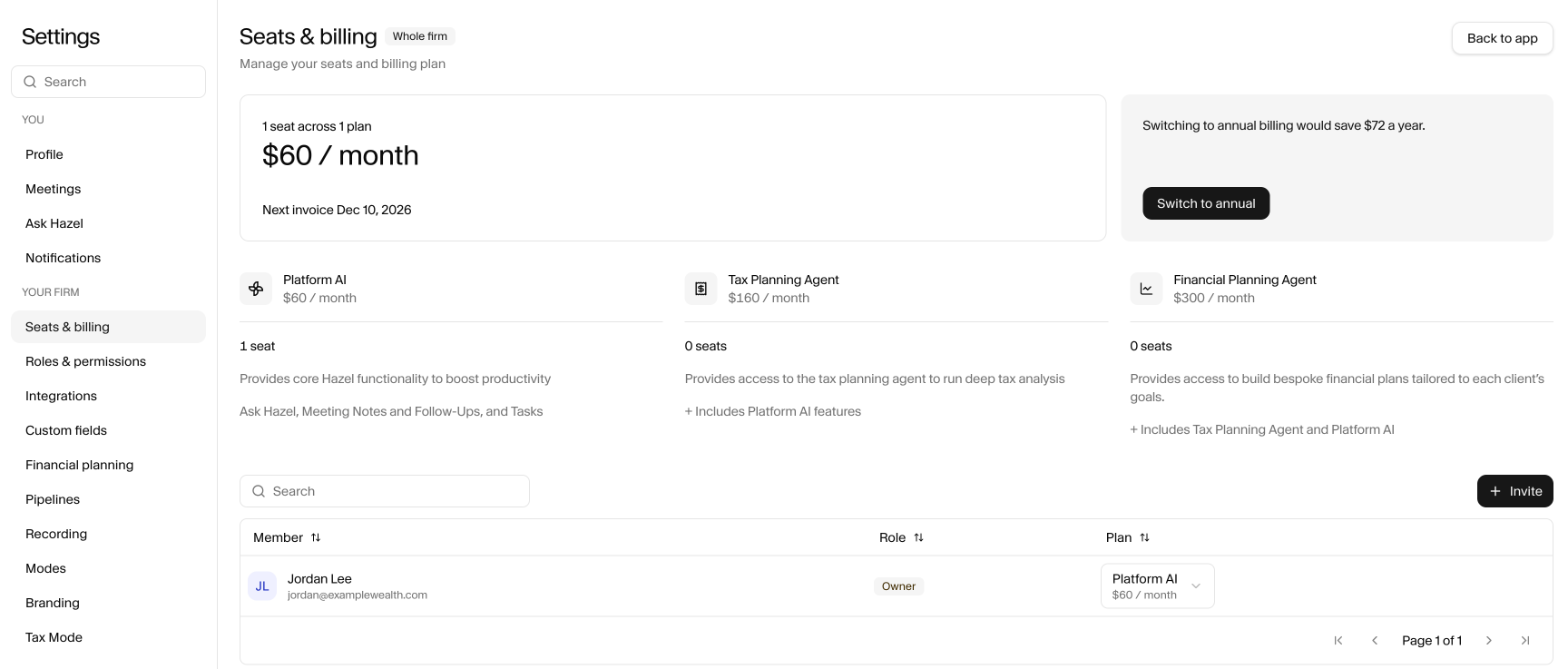 Settings
Search
YOU
Profile
Meetings
Ask Hazel
Notifications
YOUR FIRM
Seats & billing
Roles & permissions
Integrations
Custom fields
Financial planning
Pipelines
Recording
Modes
Branding
Tax Mode
Seats & billing Whole firm
Manage your seats and billing plan
Back to app
1 seat across 1 plan
$60 / month
Next invoice Dec 10, 2026
Switching to annual billing would save $72 a year.
Switch to annual
Platform AI
$60 / month
1 seat
Provides core Hazel functionality to boost productivity
Ask Hazel, Meeting Notes and Follow-Ups, and Tasks
Tax Planning Agent
$160 / month
0 seats
Provides access to the tax planning agent to run deep tax analysis
+ Includes Platform AI features
Financial Planning Agent
$300 / month
0 seats
Provides access to build bespoke financial plans tailored to each client's
goals.
+ Includes Tax Planning Agent and Platform AI
Search
+ Invite
Member Role Plan
JL
Jordan Lee
jordan@examplewealth.com
Owner
Platform AI
$60 / month
Page 1 of 1